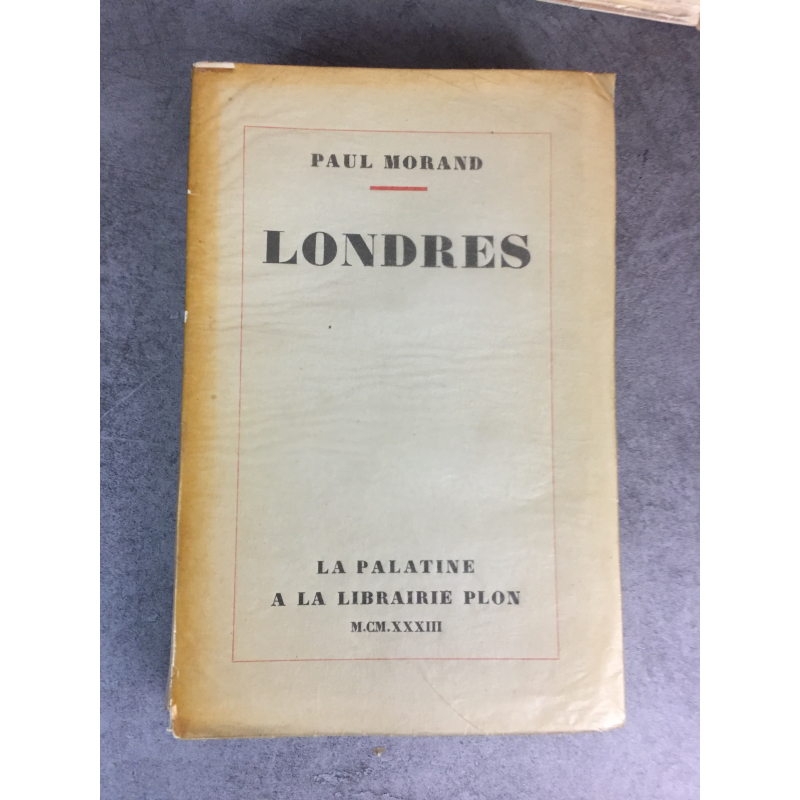 PAUL MORAND
LONDRES
LA PALATINE
A LA LIBRAIRIE PLON
M.CM.XXXIII